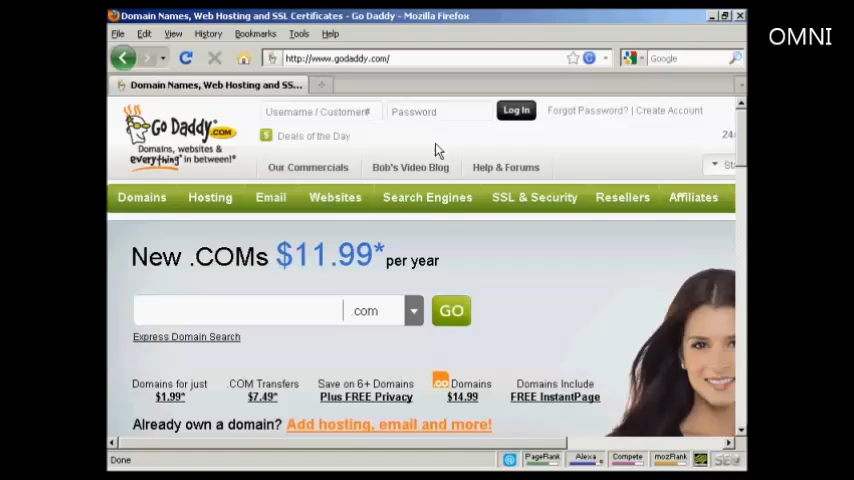 Domain Names, Web Hosting and SSL Certificates - Go Daddy - Mozilla Firefox
OMNI
File Edit View History Bookmarks Tools Help
http://www.godaddy.com/
Google
Domain Names, Web Hosting and SS...
Username / Customer# Password Log In Forgot Password? | Create Account
Go Daddy .COM
Domains, websites &
everything* in between!*
Deals of the Day
24
Our Commercials Bob's Video Blog Help & Forums
Domains Hosting Email Websites Search Engines SSL & Security Resellers Affiliates
New .COMs $11.99* per year
.com GO
Express Domain Search
Domains for just .COM Transfers Save on 6+ Domains .CO Domains Domains Include
$1.99* $7.49* Plus FREE Privacy $14.99 FREE InstantPage
Already own a domain? Add hosting, email and more!
Done
PageRank Alexa Compete mozRank